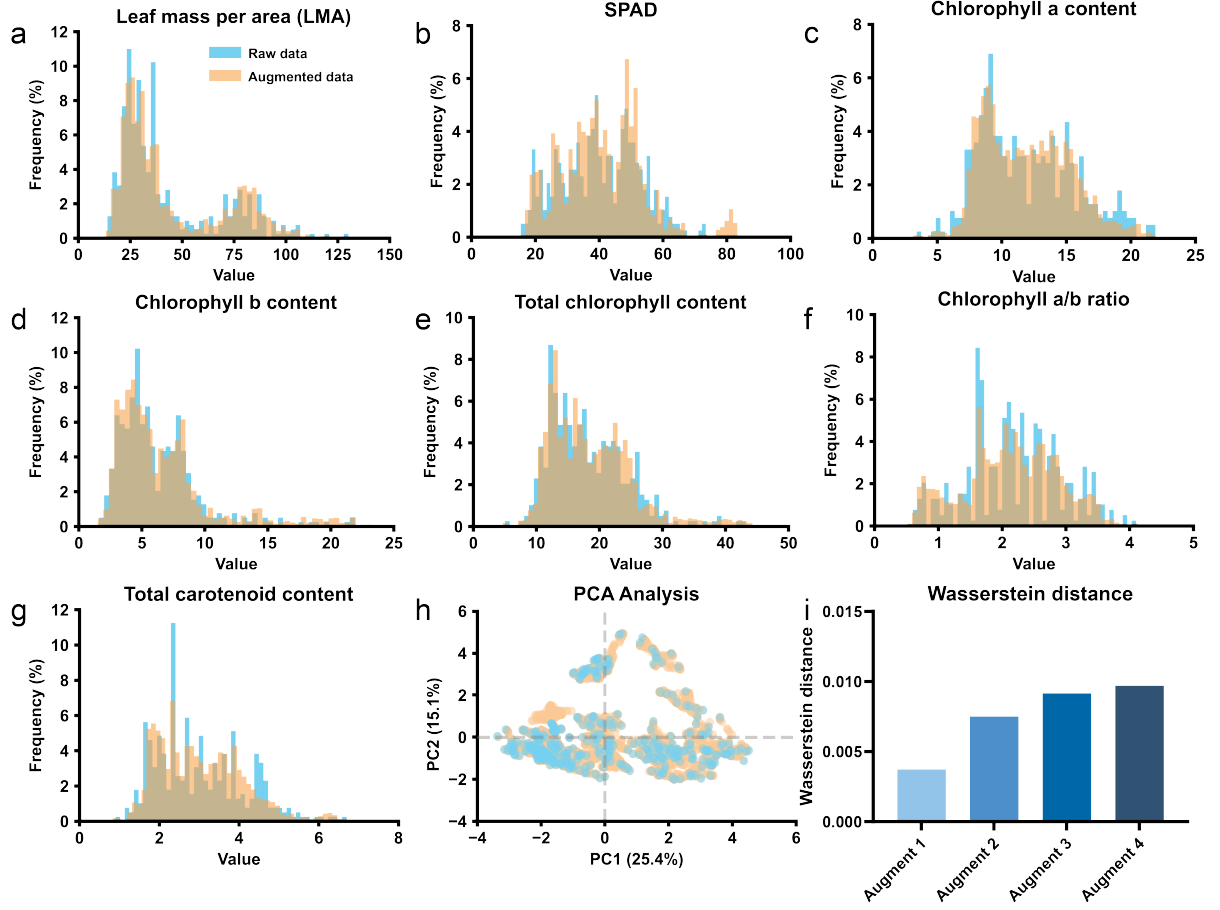 a
Leaf mass per area (LMA)
12
10
8
6
4
2
0
Frequency (%)
Raw data
Augmented data
0 25 50 75 100 125 150
Value
b
SPAD
8
6
4
2
0
Frequency (%)
0 20 40 60 80 100
Value
c
Chlorophyll a content
8
6
4
2
0
Frequency (%)
0 5 10 15 20 25
Value
d
Chlorophyll b content
12
10
8
6
4
2
0
Frequency (%)
0 5 10 15 20 25
Value
e
Total chlorophyll content
10
8
6
4
2
0
Frequency (%)
0 10 20 30 40 50
Value
f
Chlorophyll a/b ratio
10
8
6
4
2
0
Frequency (%)
0 1 2 3 4 5
Value
g
Total carotenoid content
12
10
8
6
4
2
0
Frequency (%)
0 2 4 6 8
Value
h
PCA Analysis
6
4
2
0
−2
−4
PC2 (15.1%)
−4 −2 0 2 4 6
PC1 (25.4%)
i
Wasserstein distance
0.015
0.010
0.005
0.000
Wasserstein distance
Augment 1
Augment 2
Augment 3
Augment 4